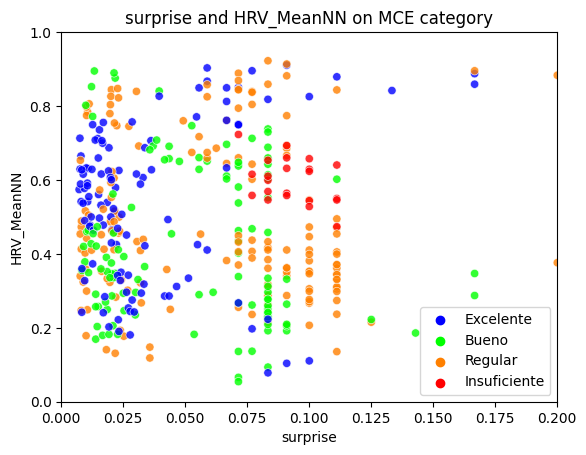 surprise and HRV_MeanNN on MCE category
HRV_MeanNN
1.0
0.8
0.6
0.4
0.2
0.0
0.000 0.025 0.050 0.075 0.100 0.125 0.150 0.175 0.200
surprise
Excelente
Bueno
Regular
Insuficiente